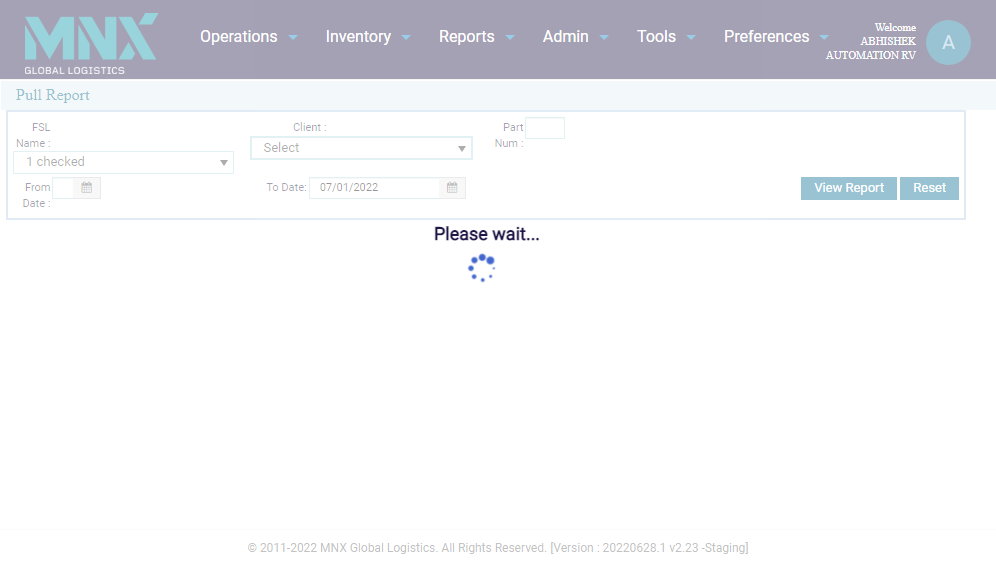 MNX
GLOBAL LOGISTICS
Operations Inventory Reports Admin Tools Preferences
Welcome
ABHISHEK
AUTOMATION RV
A
Pull Report
FSL
Name :
1 checked
Client :
Select
Part
Num :
From
Date :
To Date: 07/01/2022
View Report Reset
Please wait...
© 2011-2022 MNX Global Logistics. All Rights Reserved. [Version : 20220628.1 v2.23 -Staging]